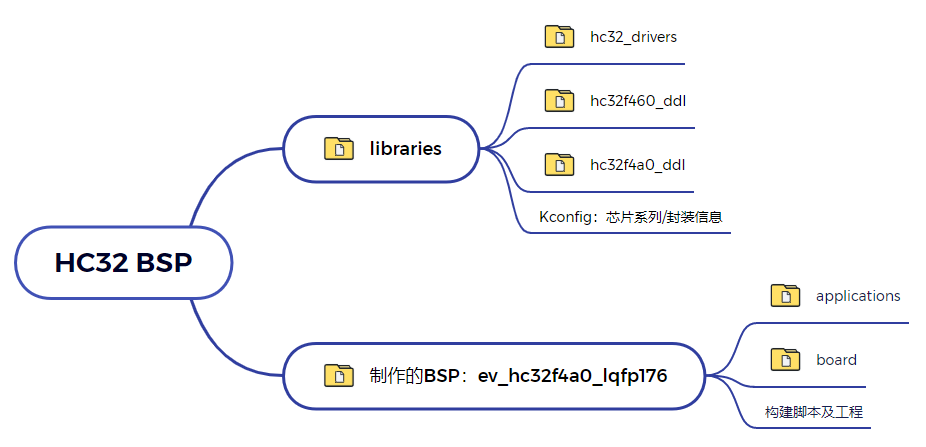 HC32 BSP
libraries
hc32_drivers
hc32f460_ddl
hc32f4a0_ddl
Kconfig：芯片系列/封装信息
制作的BSP：ev_hc32f4a0_lqfp176
applications
board
构建脚本及工程